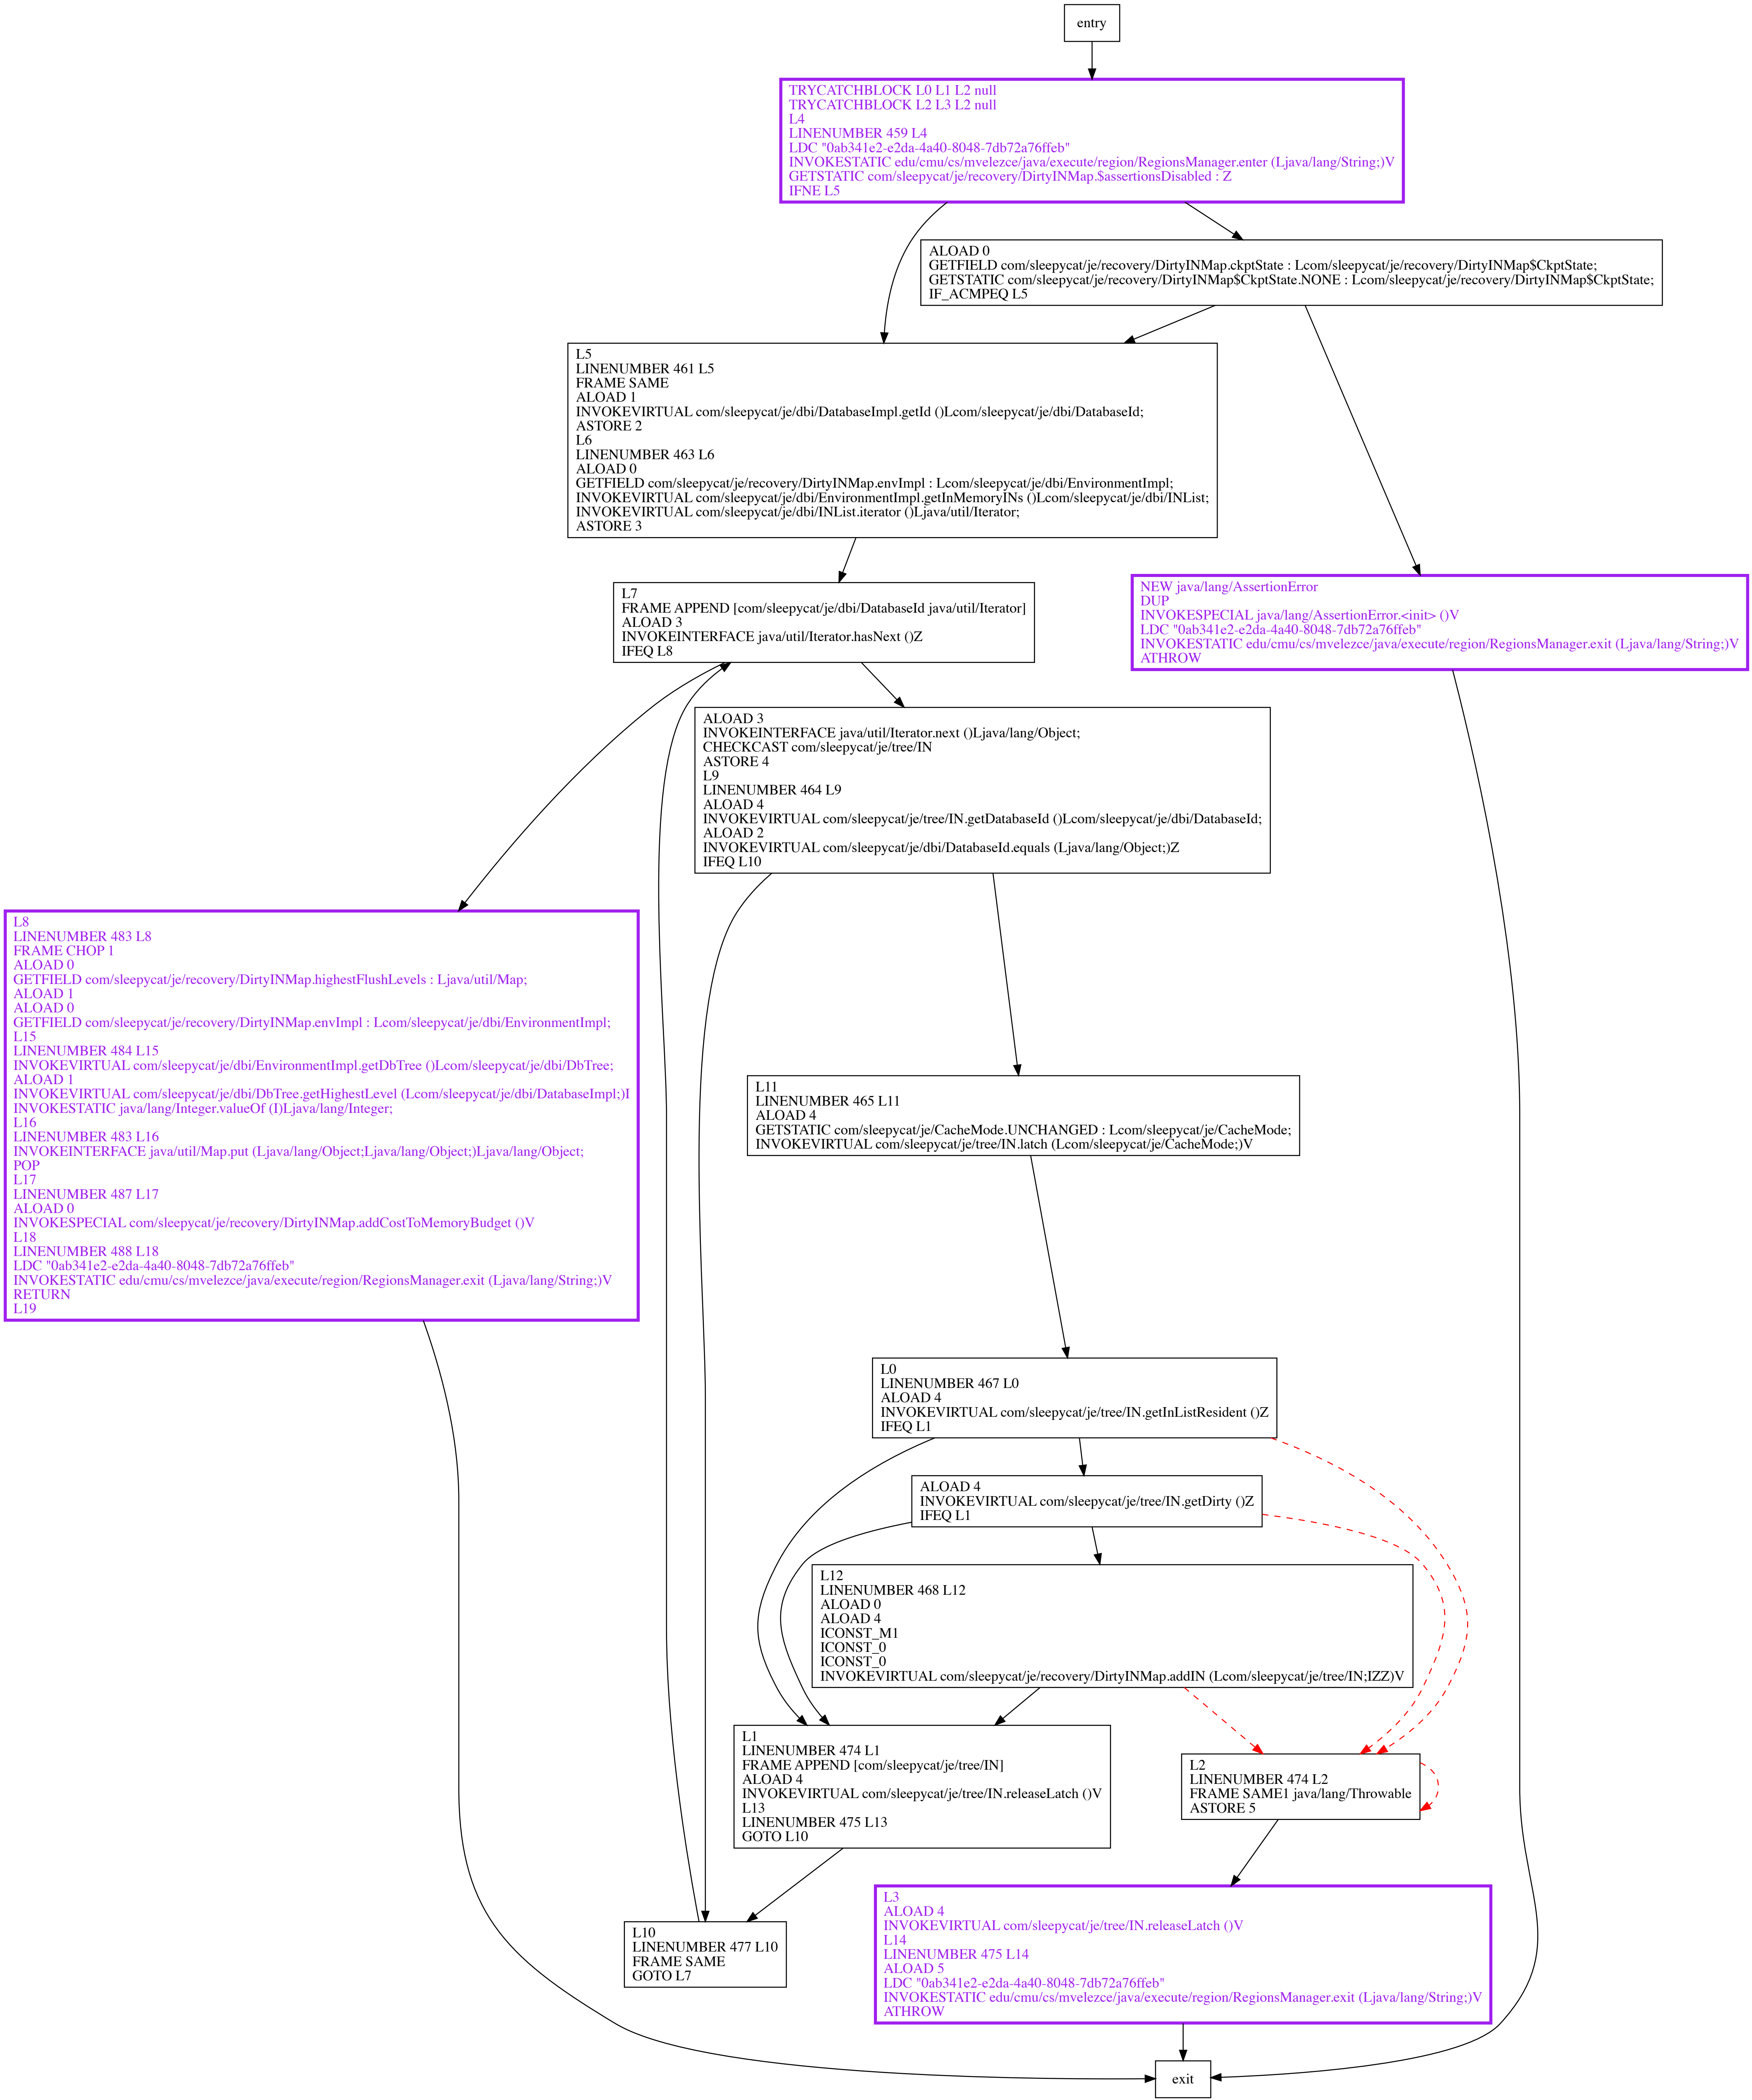 entry
TRYCATCHBLOCK L0 L1 L2 null
TRYCATCHBLOCK L2 L3 L2 null
L4
LINENUMBER 459 L4
LDC "0ab341e2-e2da-4a40-8048-7db72a76ffeb"
INVOKESTATIC edu/cmu/cs/mvelezce/java/execute/region/RegionsManager.enter (Ljava/lang/String;)V
GETSTATIC com/sleepycat/je/recovery/DirtyINMap.$assertionsDisabled : Z
IFNE L5
ALOAD 0
GETFIELD com/sleepycat/je/recovery/DirtyINMap.ckptState : Lcom/sleepycat/je/recovery/DirtyINMap$CkptState;
GETSTATIC com/sleepycat/je/recovery/DirtyINMap$CkptState.NONE : Lcom/sleepycat/je/recovery/DirtyINMap$CkptState;
IF_ACMPEQ L5
L5
LINENUMBER 461 L5
FRAME SAME
ALOAD 1
INVOKEVIRTUAL com/sleepycat/je/dbi/DatabaseImpl.getId ()Lcom/sleepycat/je/dbi/DatabaseId;
ASTORE 2
L6
LINENUMBER 463 L6
ALOAD 0
GETFIELD com/sleepycat/je/recovery/DirtyINMap.envImpl : Lcom/sleepycat/je/dbi/EnvironmentImpl;
INVOKEVIRTUAL com/sleepycat/je/dbi/EnvironmentImpl.getInMemoryINs ()Lcom/sleepycat/je/dbi/INList;
INVOKEVIRTUAL com/sleepycat/je/dbi/INList.iterator ()Ljava/util/Iterator;
ASTORE 3
NEW java/lang/AssertionError
DUP
INVOKESPECIAL java/lang/AssertionError.<init> ()V
LDC "0ab341e2-e2da-4a40-8048-7db72a76ffeb"
INVOKESTATIC edu/cmu/cs/mvelezce/java/execute/region/RegionsManager.exit (Ljava/lang/String;)V
ATHROW
L7
FRAME APPEND [com/sleepycat/je/dbi/DatabaseId java/util/Iterator]
ALOAD 3
INVOKEINTERFACE java/util/Iterator.hasNext ()Z
IFEQ L8
ALOAD 3
INVOKEINTERFACE java/util/Iterator.next ()Ljava/lang/Object;
CHECKCAST com/sleepycat/je/tree/IN
ASTORE 4
L9
LINENUMBER 464 L9
ALOAD 4
INVOKEVIRTUAL com/sleepycat/je/tree/IN.getDatabaseId ()Lcom/sleepycat/je/dbi/DatabaseId;
ALOAD 2
INVOKEVIRTUAL com/sleepycat/je/dbi/DatabaseId.equals (Ljava/lang/Object;)Z
IFEQ L10
L8
LINENUMBER 483 L8
FRAME CHOP 1
ALOAD 0
GETFIELD com/sleepycat/je/recovery/DirtyINMap.highestFlushLevels : Ljava/util/Map;
ALOAD 1
ALOAD 0
GETFIELD com/sleepycat/je/recovery/DirtyINMap.envImpl : Lcom/sleepycat/je/dbi/EnvironmentImpl;
L15
LINENUMBER 484 L15
INVOKEVIRTUAL com/sleepycat/je/dbi/EnvironmentImpl.getDbTree ()Lcom/sleepycat/je/dbi/DbTree;
ALOAD 1
INVOKEVIRTUAL com/sleepycat/je/dbi/DbTree.getHighestLevel (Lcom/sleepycat/je/dbi/DatabaseImpl;)I
INVOKESTATIC java/lang/Integer.valueOf (I)Ljava/lang/Integer;
L16
LINENUMBER 483 L16
INVOKEINTERFACE java/util/Map.put (Ljava/lang/Object;Ljava/lang/Object;)Ljava/lang/Object;
POP
L17
LINENUMBER 487 L17
ALOAD 0
INVOKESPECIAL com/sleepycat/je/recovery/DirtyINMap.addCostToMemoryBudget ()V
L18
LINENUMBER 488 L18
LDC "0ab341e2-e2da-4a40-8048-7db72a76ffeb"
INVOKESTATIC edu/cmu/cs/mvelezce/java/execute/region/RegionsManager.exit (Ljava/lang/String;)V
RETURN
L19
L11
LINENUMBER 465 L11
ALOAD 4
GETSTATIC com/sleepycat/je/CacheMode.UNCHANGED : Lcom/sleepycat/je/CacheMode;
INVOKEVIRTUAL com/sleepycat/je/tree/IN.latch (Lcom/sleepycat/je/CacheMode;)V
L0
LINENUMBER 467 L0
ALOAD 4
INVOKEVIRTUAL com/sleepycat/je/tree/IN.getInListResident ()Z
IFEQ L1
ALOAD 4
INVOKEVIRTUAL com/sleepycat/je/tree/IN.getDirty ()Z
IFEQ L1
L12
LINENUMBER 468 L12
ALOAD 0
ALOAD 4
ICONST_M1
ICONST_0
ICONST_0
INVOKEVIRTUAL com/sleepycat/je/recovery/DirtyINMap.addIN (Lcom/sleepycat/je/tree/IN;IZZ)V
L1
LINENUMBER 474 L1
FRAME APPEND [com/sleepycat/je/tree/IN]
ALOAD 4
INVOKEVIRTUAL com/sleepycat/je/tree/IN.releaseLatch ()V
L13
LINENUMBER 475 L13
GOTO L10
L2
LINENUMBER 474 L2
FRAME SAME1 java/lang/Throwable
ASTORE 5
L3
ALOAD 4
INVOKEVIRTUAL com/sleepycat/je/tree/IN.releaseLatch ()V
L14
LINENUMBER 475 L14
ALOAD 5
LDC "0ab341e2-e2da-4a40-8048-7db72a76ffeb"
INVOKESTATIC edu/cmu/cs/mvelezce/java/execute/region/RegionsManager.exit (Ljava/lang/String;)V
ATHROW
L10
LINENUMBER 477 L10
FRAME SAME
GOTO L7
exit